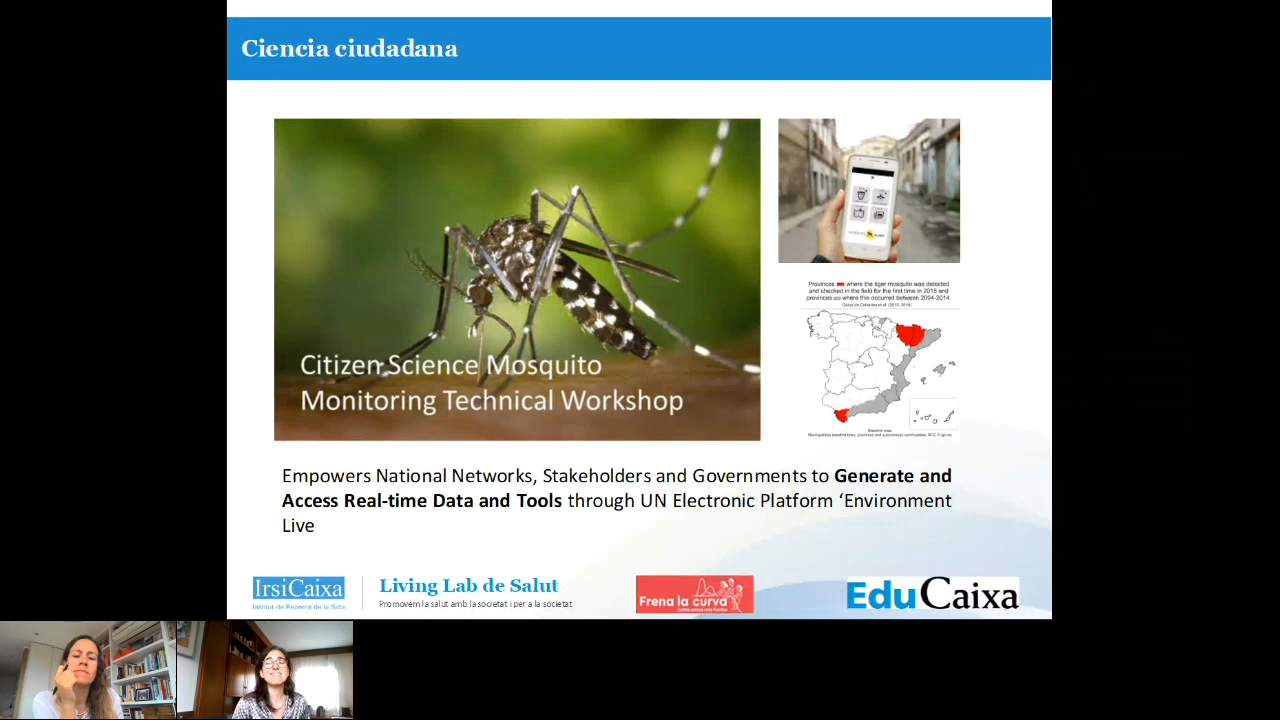 Ciencia ciudadana
Citizen Science Mosquito
Monitoring Technical Workshop
Provinces where the tiger mosquito was detected
and checked in the field for the first time in 2015 and
provinces where this occurred between 2004-2014.
Empowers National Networks, Stakeholders and Governments to Generate and
Access Real-time Data and Tools through UN Electronic Platform ‘Environment
Live
IrsiCaixa
Living Lab de Salut
Promovem la salut amb la societat i per a la societat
Frena la curva
EduCaixa